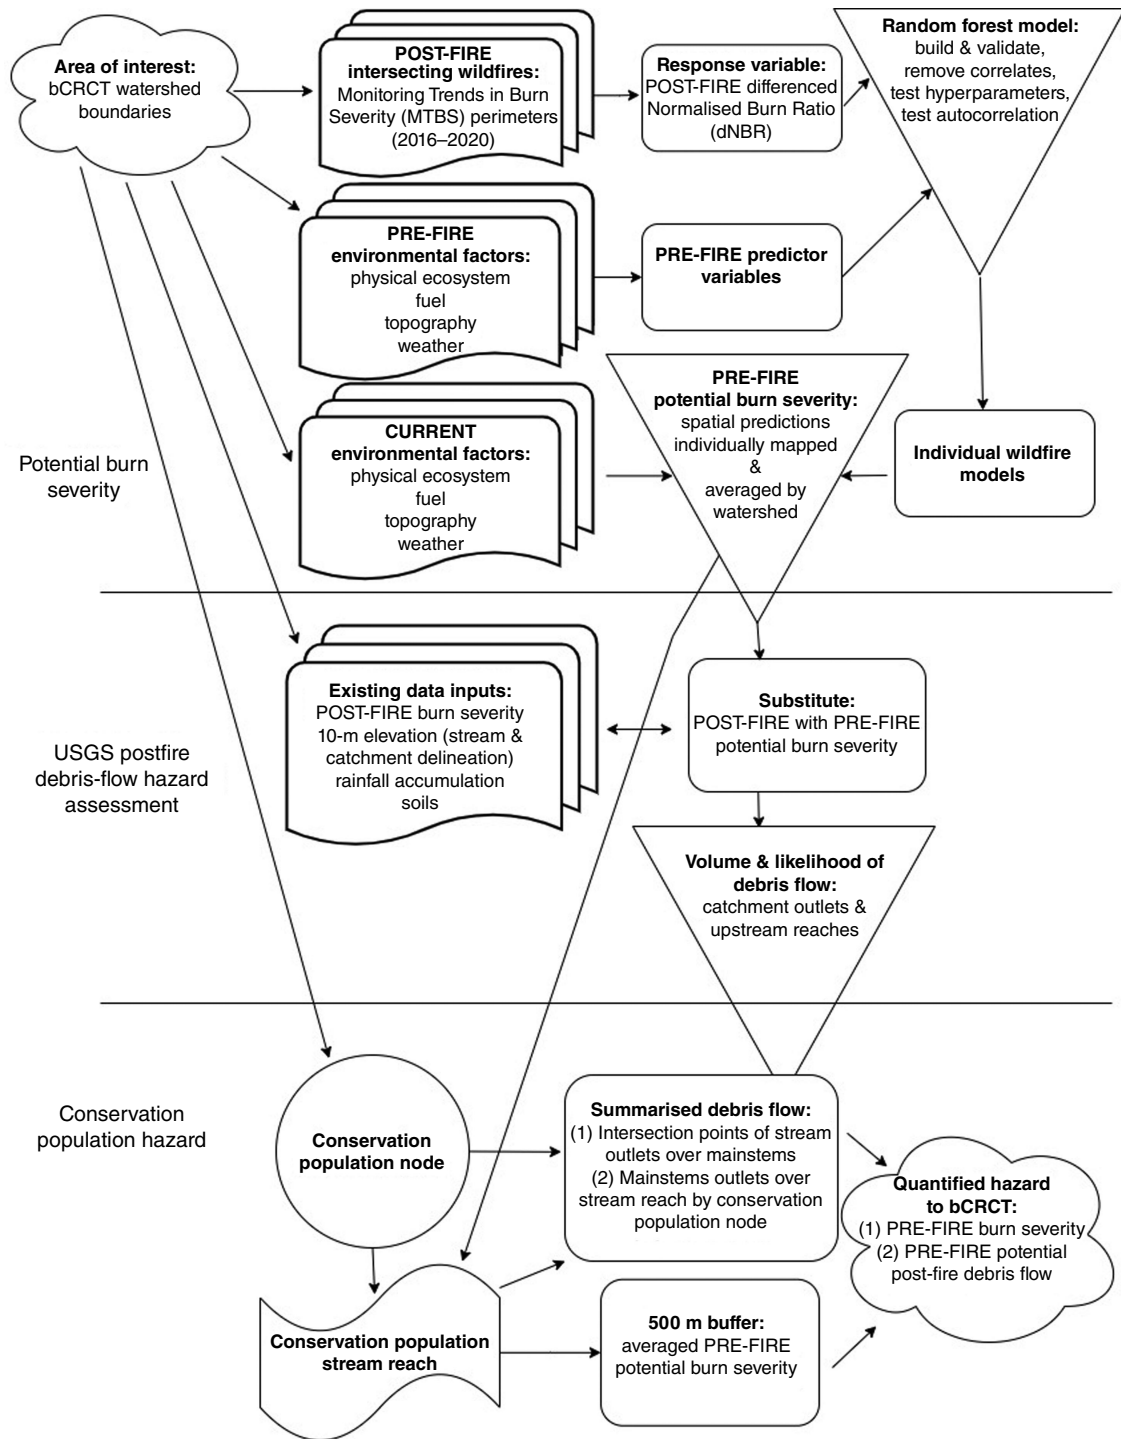 Area of interest:
bCRCT watershed
boundaries
POST-FIRE
intersecting wildfires:
Monitoring Trends in Burn
Severity (MTBS) perimeters
(2016–2020)
Response variable:
POST-FIRE differenced
Normalised Burn Ratio
(dNBR)
Random forest model:
build & validate,
remove correlates,
test hyperparameters,
test autocorrelation
PRE-FIRE
environmental factors:
physical ecosystem
fuel
topography
weather
PRE-FIRE predictor
variables
CURRENT
environmental factors:
physical ecosystem
fuel
topography
weather
PRE-FIRE
potential burn severity:
spatial predictions
individually mapped
&
averaged by
watershed
Individual wildfire
models
Potential burn
severity
Existing data inputs:
POST-FIRE burn severity
10-m elevation (stream &
catchment delineation)
rainfall accumulation
soils
Substitute:
POST-FIRE with PRE-FIRE
potential burn severity
USGS postfire
debris-flow hazard
assessment
Volume & likelihood of
debris flow:
catchment outlets &
upstream reaches
Conservation
population hazard
Conservation
population node
Summarised debris flow:
(1) Intersection points of stream
outlets over mainstems
(2) Mainstems outlets over
stream reach by conservation
population node
Quantified hazard
to bCRCT:
(1) PRE-FIRE burn severity
(2) PRE-FIRE potential
post-fire debris flow
Conservation population
stream reach
500 m buffer:
averaged PRE-FIRE
potential burn severity